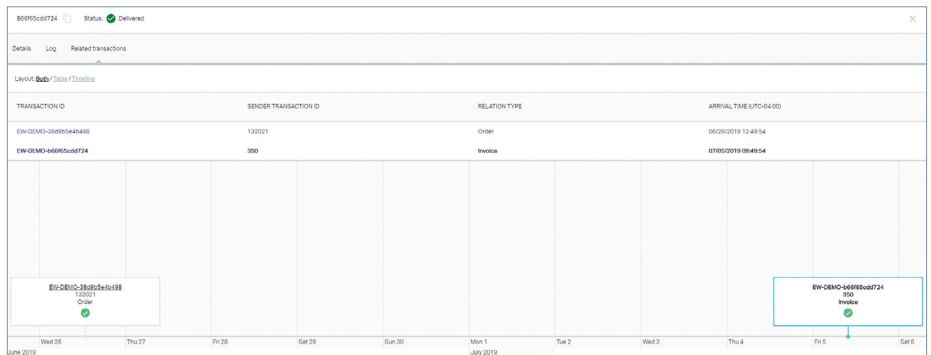 B66f65cdd724 Status: Delivered
Details Log Related transactions
Layout: Both / Table / Timeline
TRANSACTION ID SENDER TRANSACTION ID RELATION TYPE ARRIVAL TIME (UTC-04:00)
EW-DEMO-38d9b5e4b498 132021 Order 06/26/2019 12:49:54
EW-DEMO-b66f65cdd724 350 Invoice 07/05/2019 09:49:54
EW-DEMO-38d9b5e4b498
132021
Order
EW-DEMO-b66f65cdd724
350
Invoice
Wed 26 Thu 27 Fri 28 Sat 29 Sun 30 Mon 1 Tue 2 Wed 3 Thu 4 Fri 5 Sat 6
June 2019 July 2019